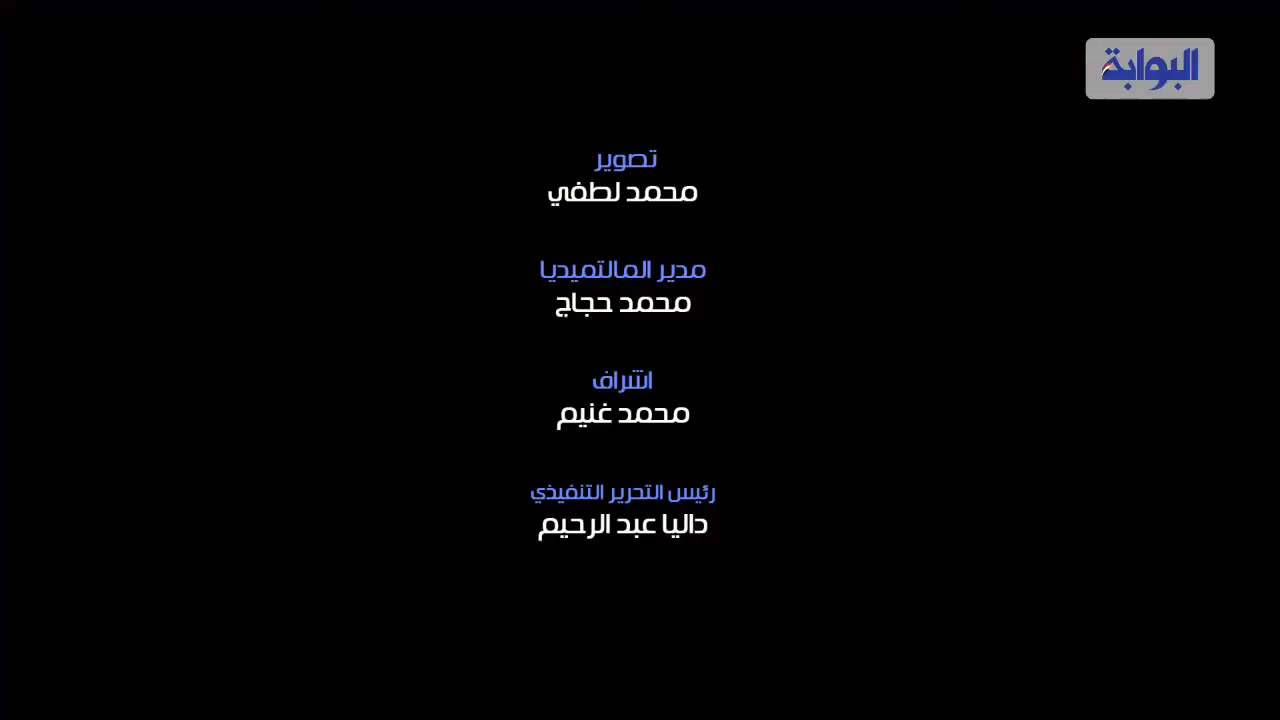 البوابة
تصوير
محمد لطفي
مدير المالتميديا
محمد حجاج
اشراف
محمد غنيم
رئيس التحرير التنفيذي
داليا عبد الرحيم